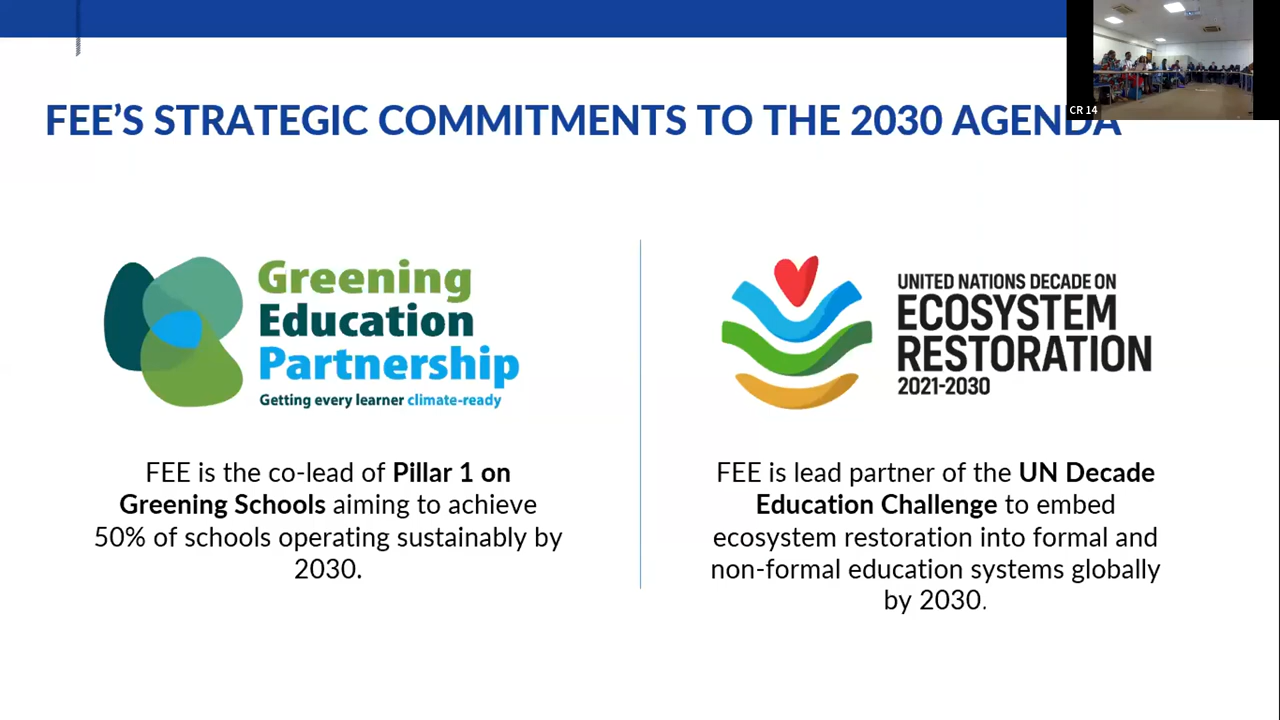 CR 14
FEE'S STRATEGIC COMMITMENTS TO THE 2030 AGENDA
Greening
Education
Partnership
Getting every learner climate-ready
FEE is the co-lead of Pillar 1 on
Greening Schools aiming to achieve
50% of schools operating sustainably by
2030.
UNITED NATIONS DECADE ON
ECOSYSTEM
RESTORATION
2021-2030
FEE is lead partner of the UN Decade
Education Challenge to embed
ecosystem restoration into formal and
non-formal education systems globally
by 2030.